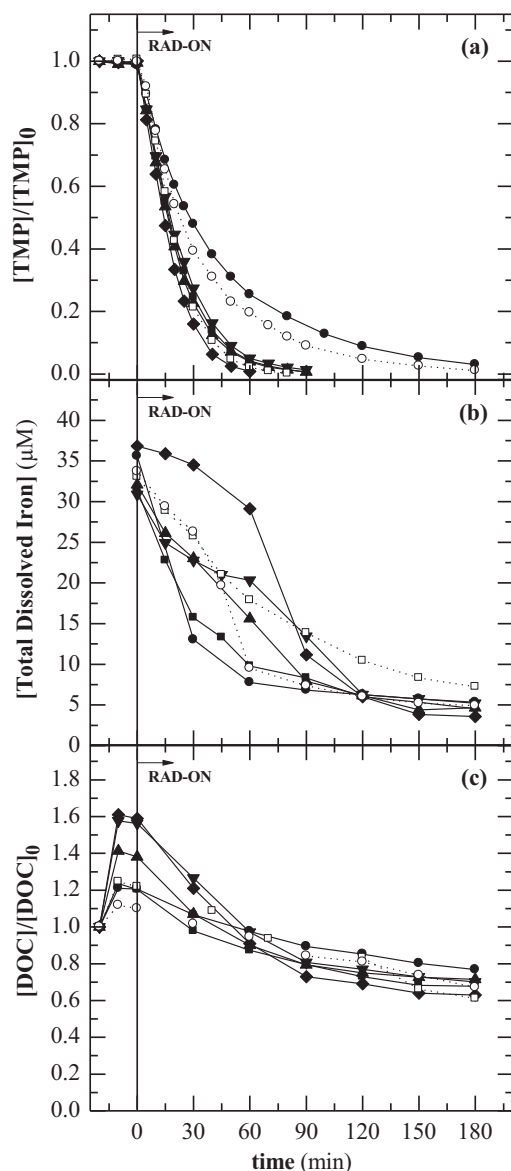 RAD-ON
(a)
1.0
0.8
0.6
0.4
0.2
0.0
[TMP]/[TMP]0
RAD-ON
(b)
40
35
30
25
20
15
10
5
0
[Total Dissolved Iron] (μM)
RAD-ON
(c)
1.8
1.6
1.4
1.2
1.0
0.8
0.6
0.4
0.2
0.0
[DOC]/[DOC]0
0 30 60 90 120 150 180
time (min)